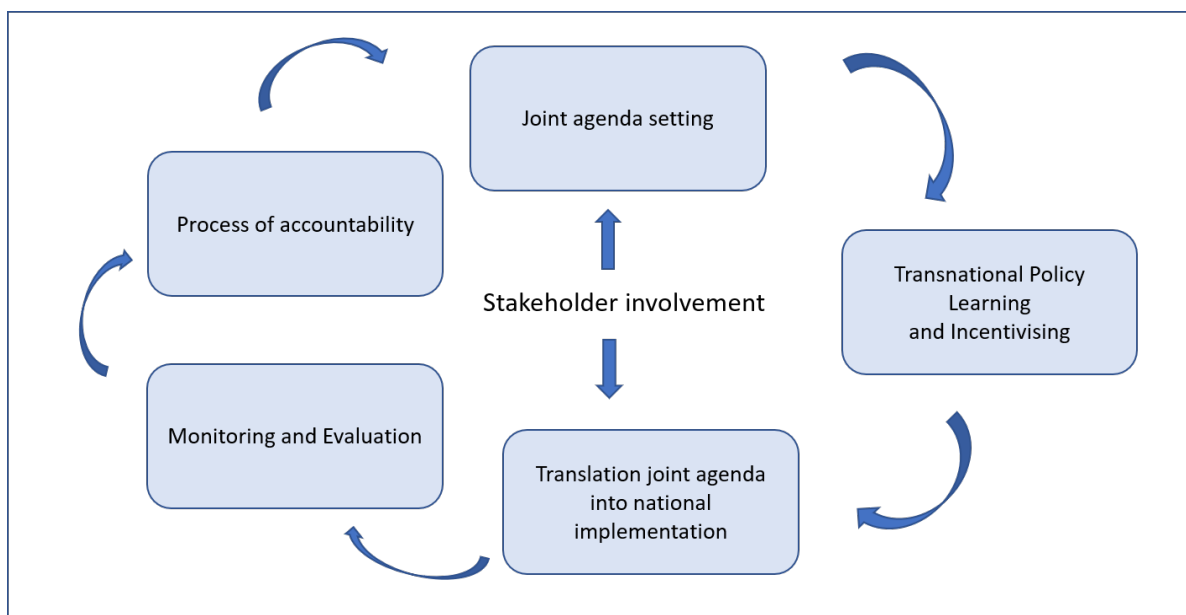 Joint agenda setting
Process of accountability
Transnational Policy
Learning
and Incentivising
Stakeholder involvement
Monitoring and Evaluation
Translation joint agenda
into national
implementation